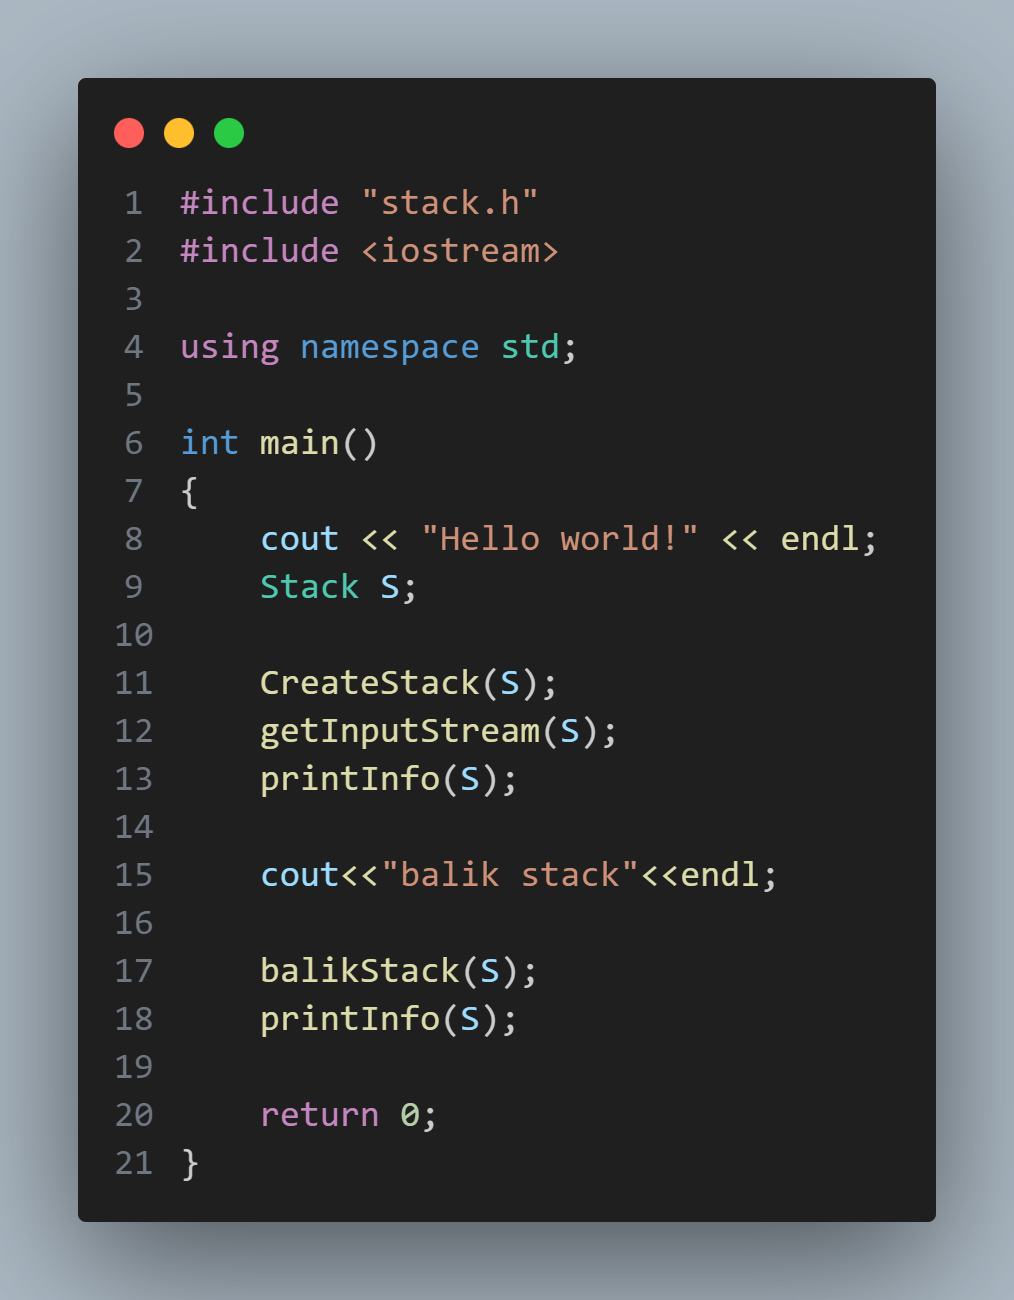 1 #include "stack.h"
2 #include <iostream>
3
4 using namespace std;
5
6 int main()
7 {
8     cout << "Hello world!" << endl;
9     Stack S;
10
11     CreateStack(S);
12     getInputStream(S);
13     printInfo(S);
14
15     cout<<"balik stack"<<endl;
16
17     balikStack(S);
18     printInfo(S);
19
20     return 0;
21 }